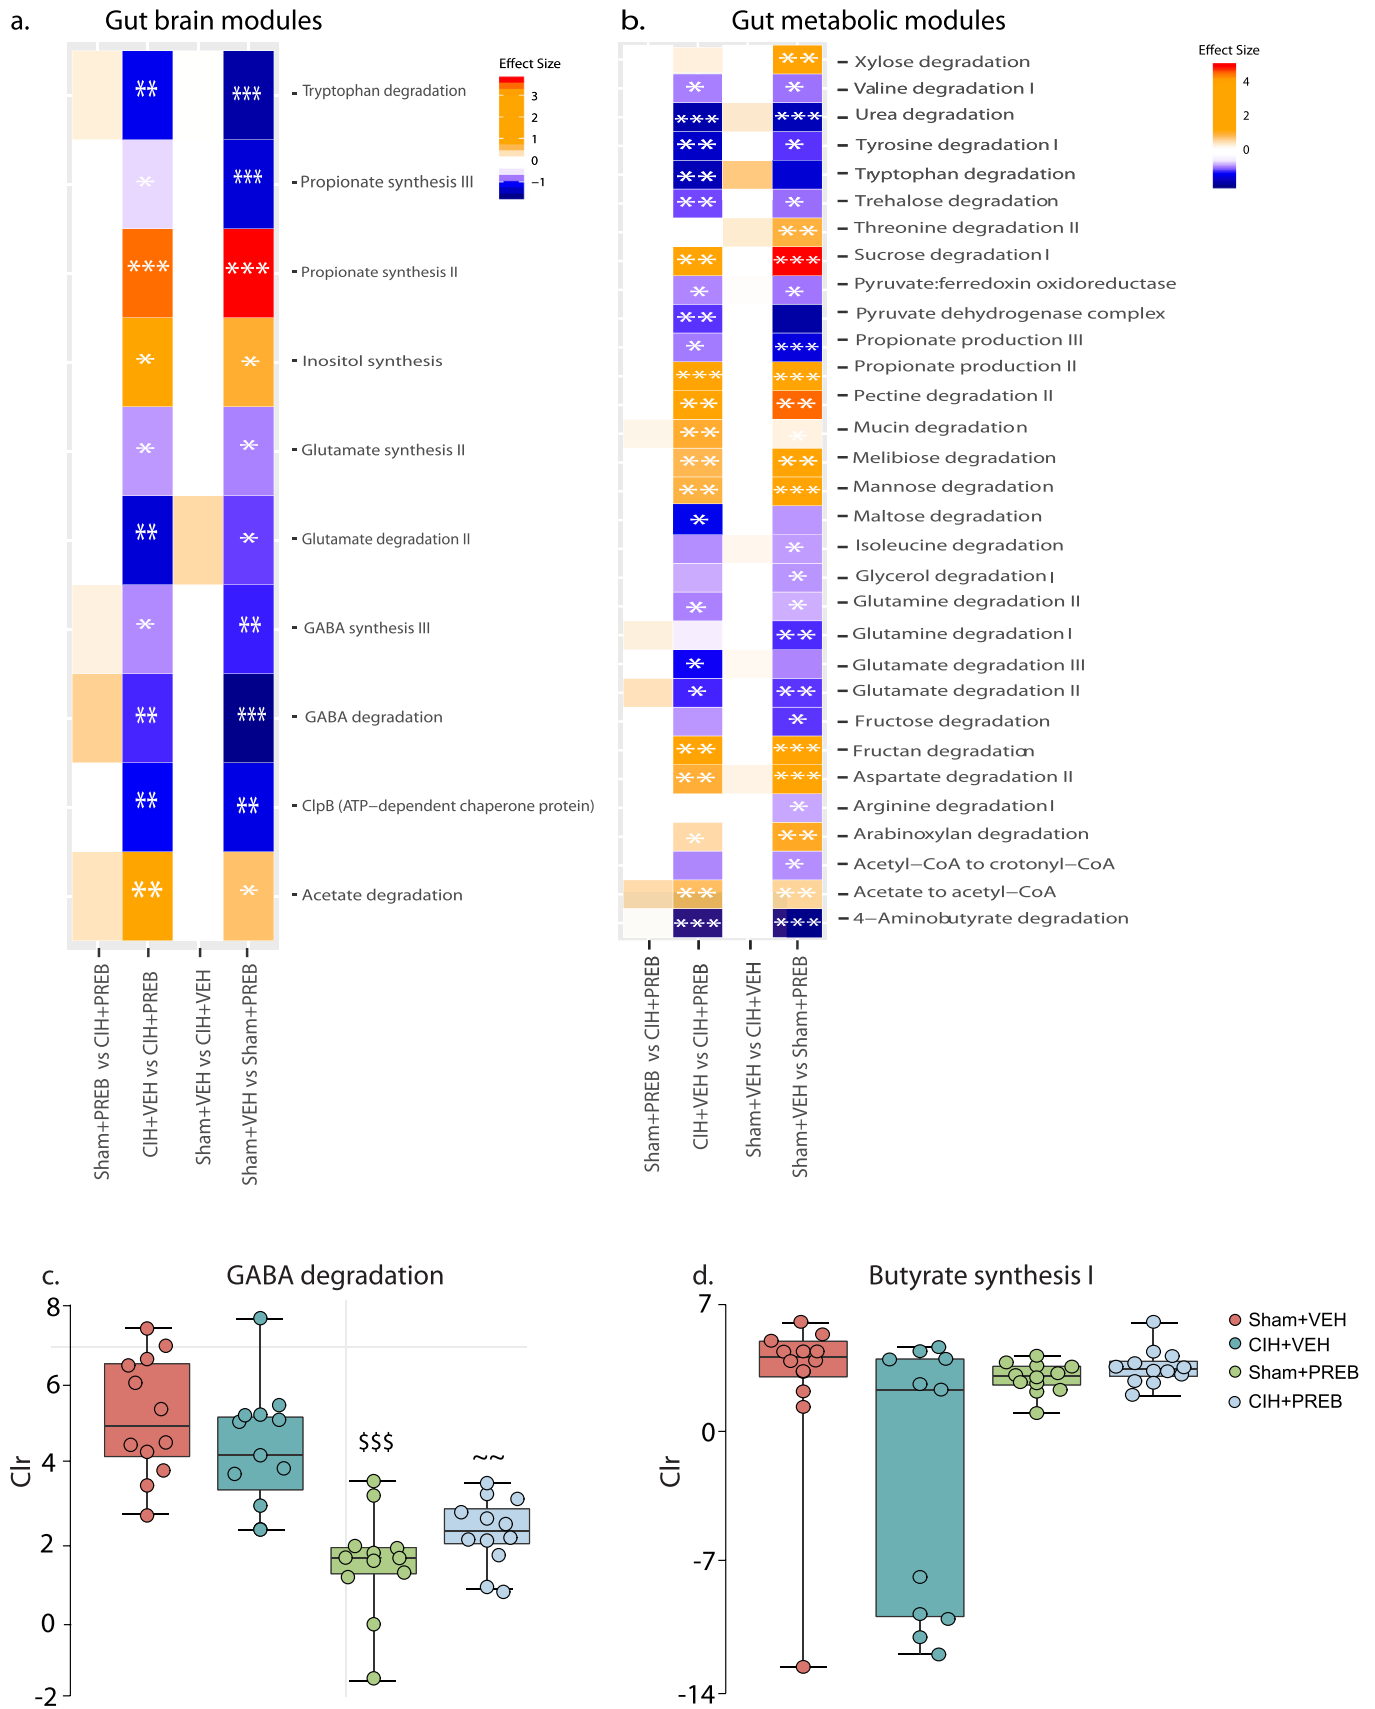 a. Gut brain modules
Effect Size
3
2
1
0
−1
** *** Tryptophan degradation
* *** Propionate synthesis III
*** *** Propionate synthesis II
* * Inositol synthesis
* * Glutamate synthesis II
** * Glutamate degradation II
* ** GABA synthesis III
** *** GABA degradation
** ** ClpB (ATP−dependent chaperone protein)
** * Acetate degradation
Sham+PREB vs CIH+PREB
CIH+VEH vs CIH+PREB
Sham+VEH vs CIH+VEH
Sham+VEH vs Sham+PREB
b. Gut metabolic modules
Effect Size
4
2
0
** Xylose degradation
* * Valine degradation I
*** *** Urea degradation
** * Tyrosine degradation I
** Tryptophan degradation
** * Trehalose degradation
** Threonine degradation II
** *** Sucrose degradation I
* * Pyruvate:ferredoxin oxidoreductase
** Pyruvate dehydrogenase complex
* *** Propionate production III
*** *** Propionate production II
** ** Pectine degradation II
** * Mucin degradation
** ** Melibiose degradation
** *** Mannose degradation
* Maltose degradation
* Isoleucine degradation
* Glycerol degradation I
* * Glutamine degradation II
** Glutamine degradation I
* Glutamate degradation III
* ** Glutamate degradation II
* Fructose degradation
** *** Fructan degradation
** *** Aspartate degradation II
* Arginine degradation I
* ** Arabinoxylan degradation
* Acetyl−CoA to crotonyl−CoA
** ** Acetate to acetyl−CoA
*** *** 4−Aminobutyrate degradation
Sham+PREB vs CIH+PREB
CIH+VEH vs CIH+PREB
Sham+VEH vs CIH+VEH
Sham+VEH vs Sham+PREB
c. GABA degradation
Clr
8
6
4
2
0
-2
$$$
~~
d. Butyrate synthesis I
Clr
7
0
-7
-14
Sham+VEH
CIH+VEH
Sham+PREB
CIH+PREB